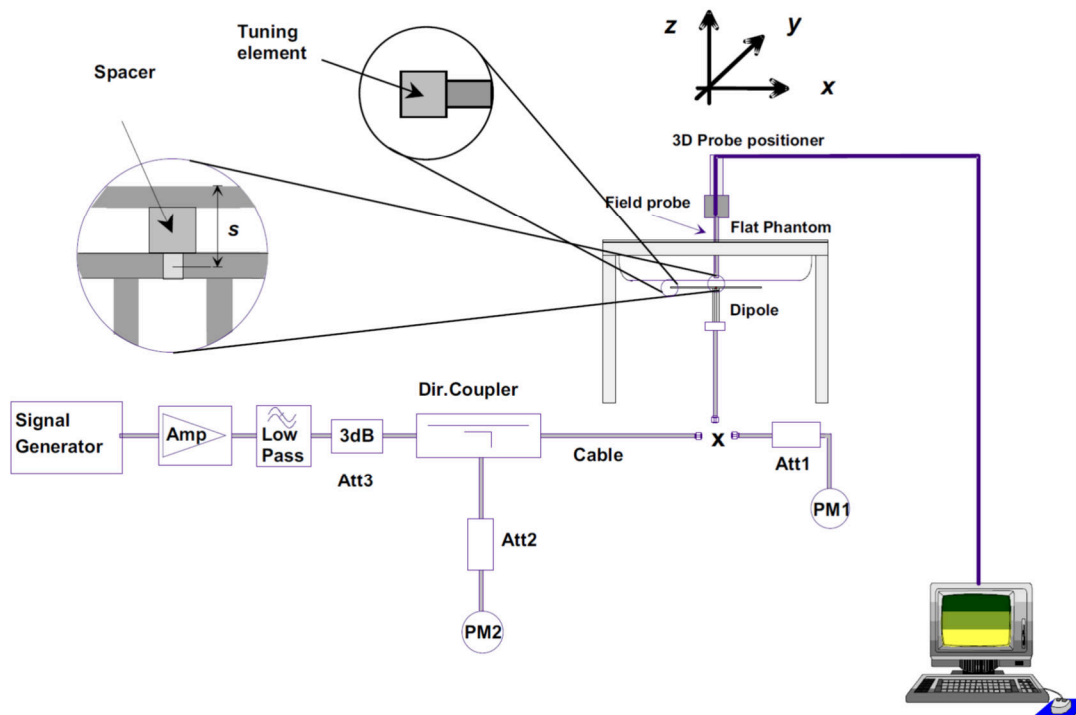 Tuning
element
z
y
x
Spacer
3D Probe positioner
Field probe
Flat Phantom
s
Dipole
Dir.Coupler
Signal
Generator
Amp
Low
Pass
3dB
Att3
Cable
x
Att1
PM1
Att2
PM2